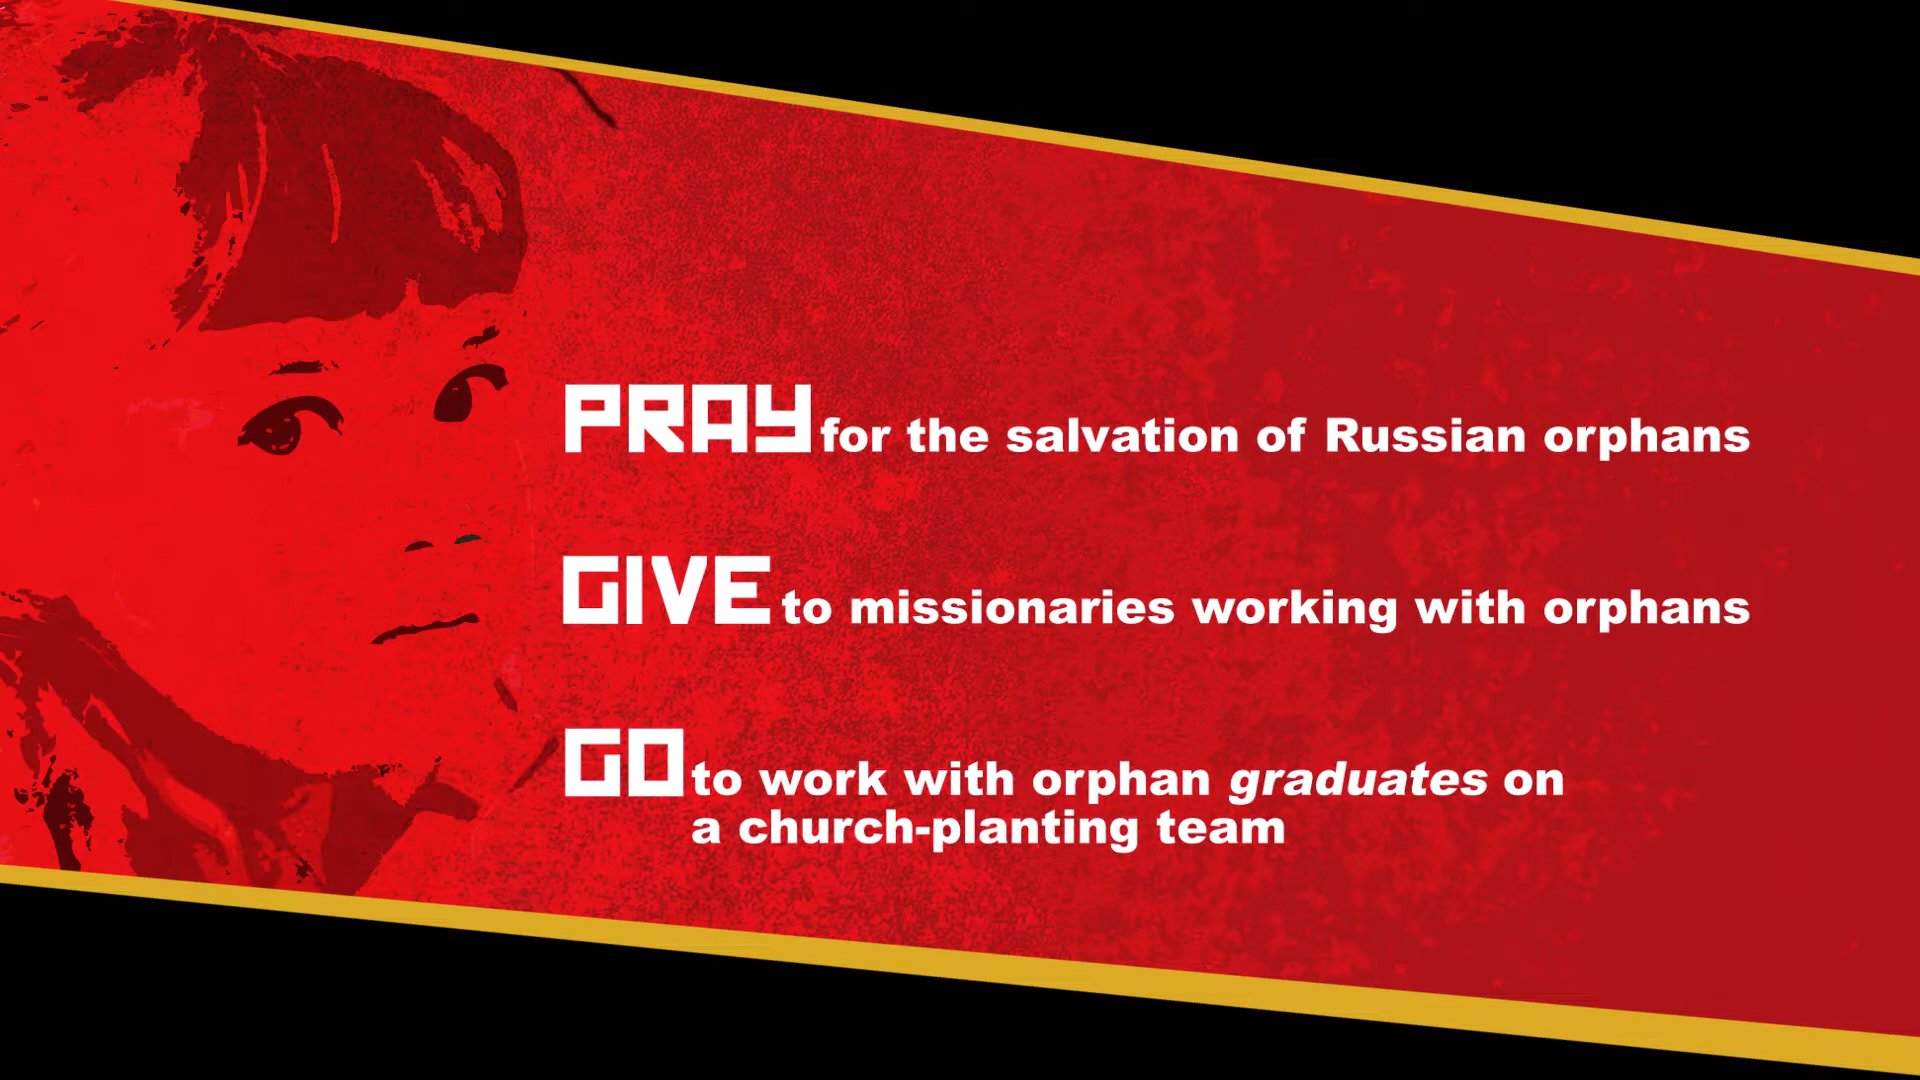 PRAY for the salvation of Russian orphans
GIVE to missionaries working with orphans
GO to work with orphan graduates on
a church-planting team